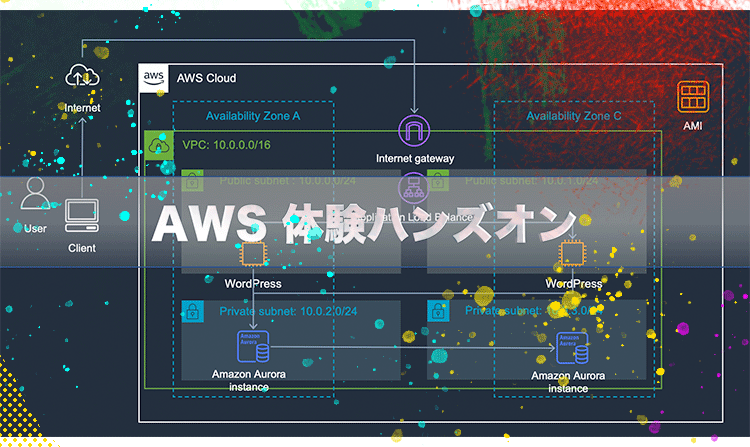 aws
AWS Cloud
Internet
Availability Zone A
Availability Zone C
AMI
VPC: 10.0.0.0/16
Internet gateway
Public subnet : 10.0.0.0/24
Public subnet : 10.0.1.0/24
User
Client
Application Load Balance
AWS 体験ハンズオン
WordPress
WordPress
Private subnet: 10.0.2.0/24
Private subnet:
Amazon
Aurora
Amazon
Aurora
Amazon Aurora
instance
Amazon Aurora
instance